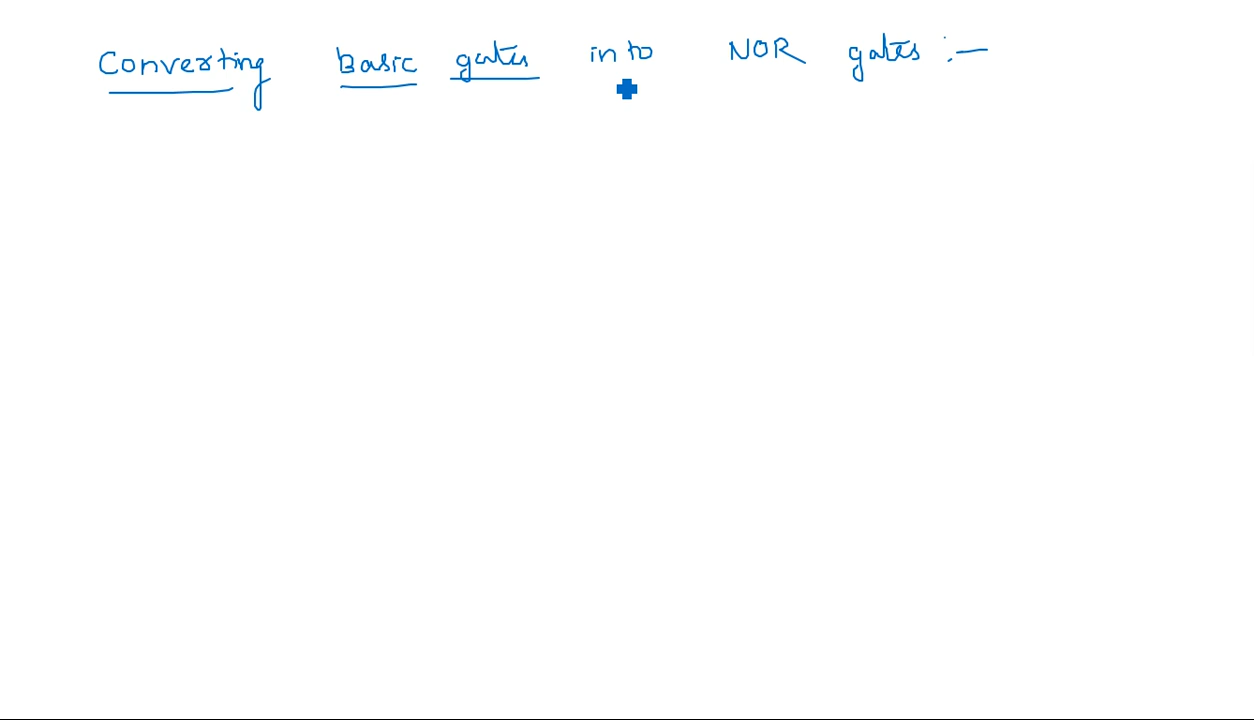 Converting basic gates into NOR gates :-